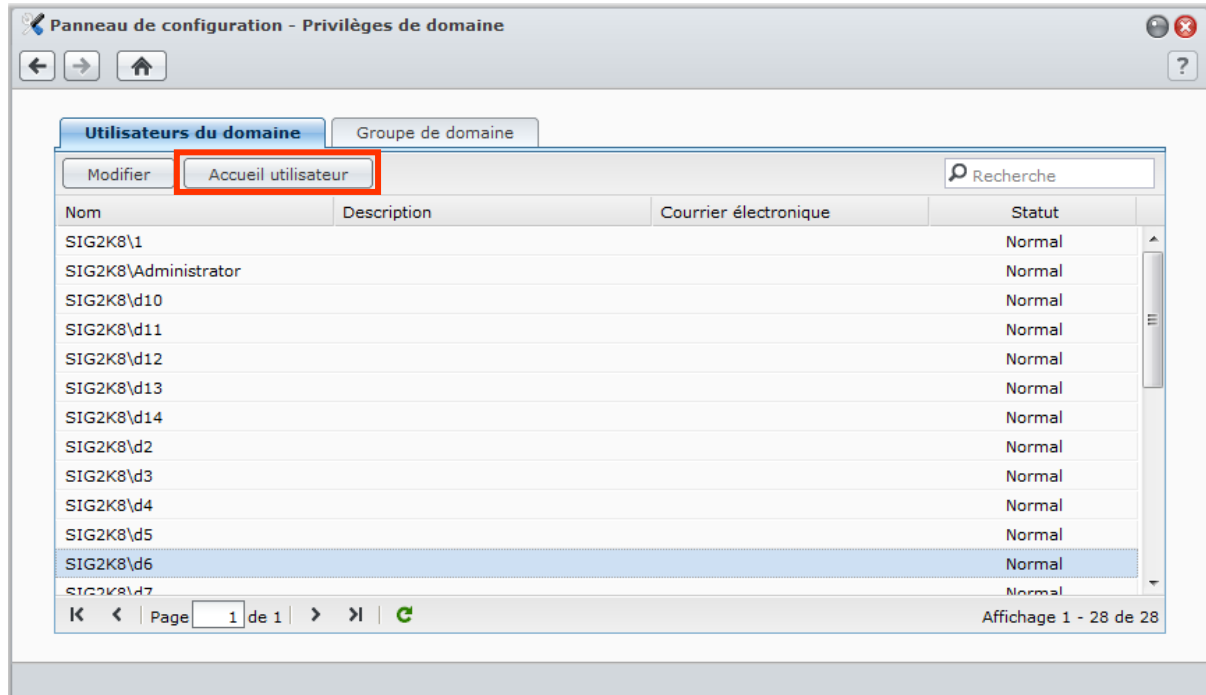 Panneau de configuration - Privilèges de domaine
?
Utilisateurs du domaine Groupe de domaine
Modifier Accueil utilisateur Recherche
Nom Description Courrier électronique Statut
SIG2K8\1 Normal
SIG2K8\Administrator Normal
SIG2K8\d10 Normal
SIG2K8\d11 Normal
SIG2K8\d12 Normal
SIG2K8\d13 Normal
SIG2K8\d14 Normal
SIG2K8\d2 Normal
SIG2K8\d3 Normal
SIG2K8\d4 Normal
SIG2K8\d5 Normal
SIG2K8\d6 Normal
SIG2K8\d7 Normal
Page 1 de 1 Affichage 1 - 28 de 28